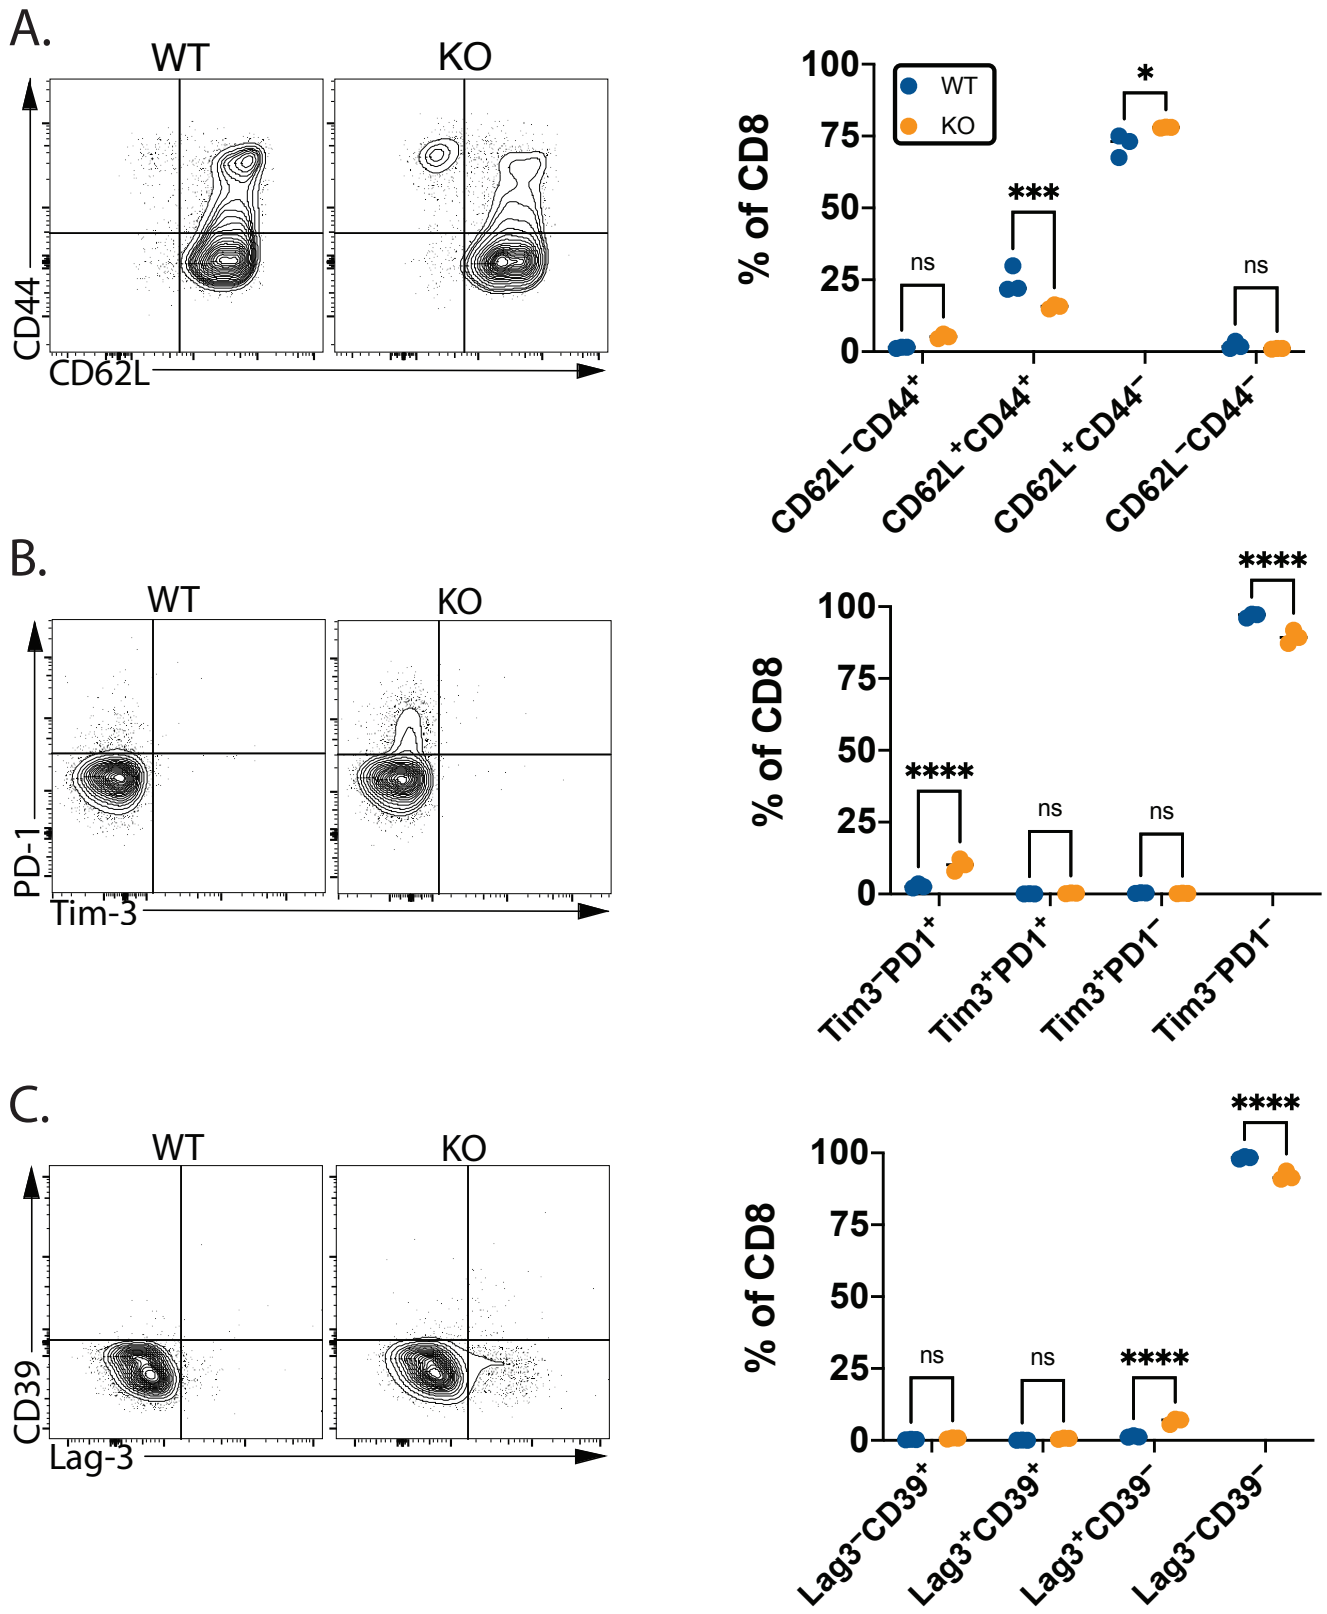 A.
WT
KO
CD44
CD62L
100
75
50
25
0
% of CD8
WT
KO
ns
***
*
ns
CD62L⁻CD44⁺
CD62L⁺CD44⁺
CD62L⁺CD44⁻
CD62L⁻CD44⁻
B.
WT
KO
PD-1
Tim-3
100
75
50
25
0
% of CD8
****
ns
ns
****
Tim3⁻PD1⁺
Tim3⁺PD1⁺
Tim3⁺PD1⁻
Tim3⁻PD1⁻
C.
WT
KO
CD39
Lag-3
100
75
50
25
0
% of CD8
ns
ns
****
****
Lag3⁻CD39⁺
Lag3⁺CD39⁺
Lag3⁺CD39⁻
Lag3⁻CD39⁻